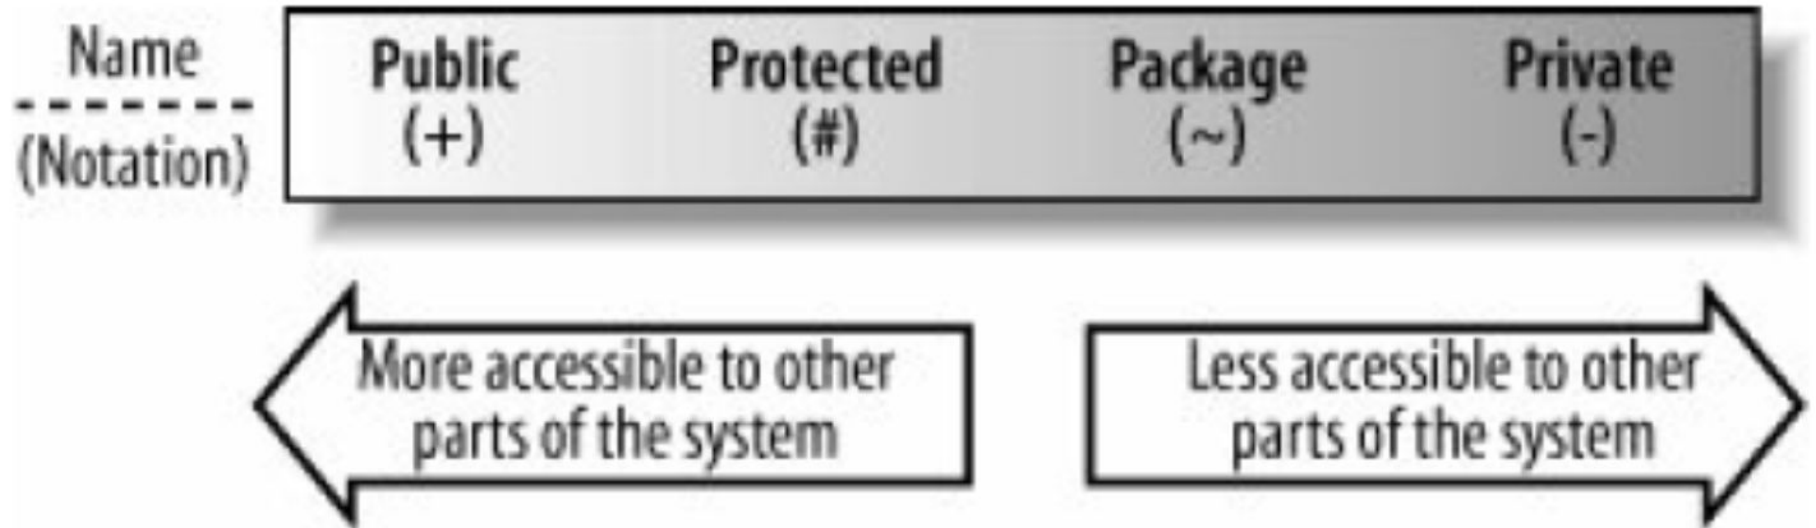 Name
(Notation)
Public Protected Package Private
(+) (#) (~) (-)
More accessible to other
parts of the system
Less accessible to other
parts of the system